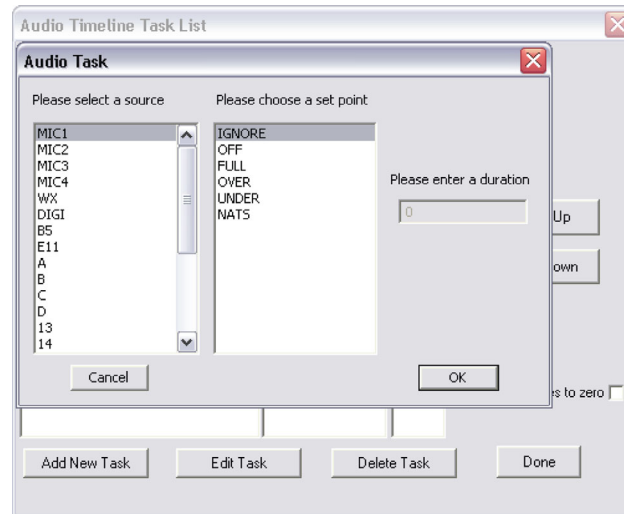 Audio Timeline Task List
Audio Task
Please select a source
Please choose a set point
MIC1
MIC2
MIC3
MIC4
WX
DIGI
B5
E11
A
B
C
D
13
14
IGNORE
OFF
FULL
OVER
UNDER
NATS
Please enter a duration
0
Up
own
Cancel
OK
s to zero
Add New Task
Edit Task
Delete Task
Done